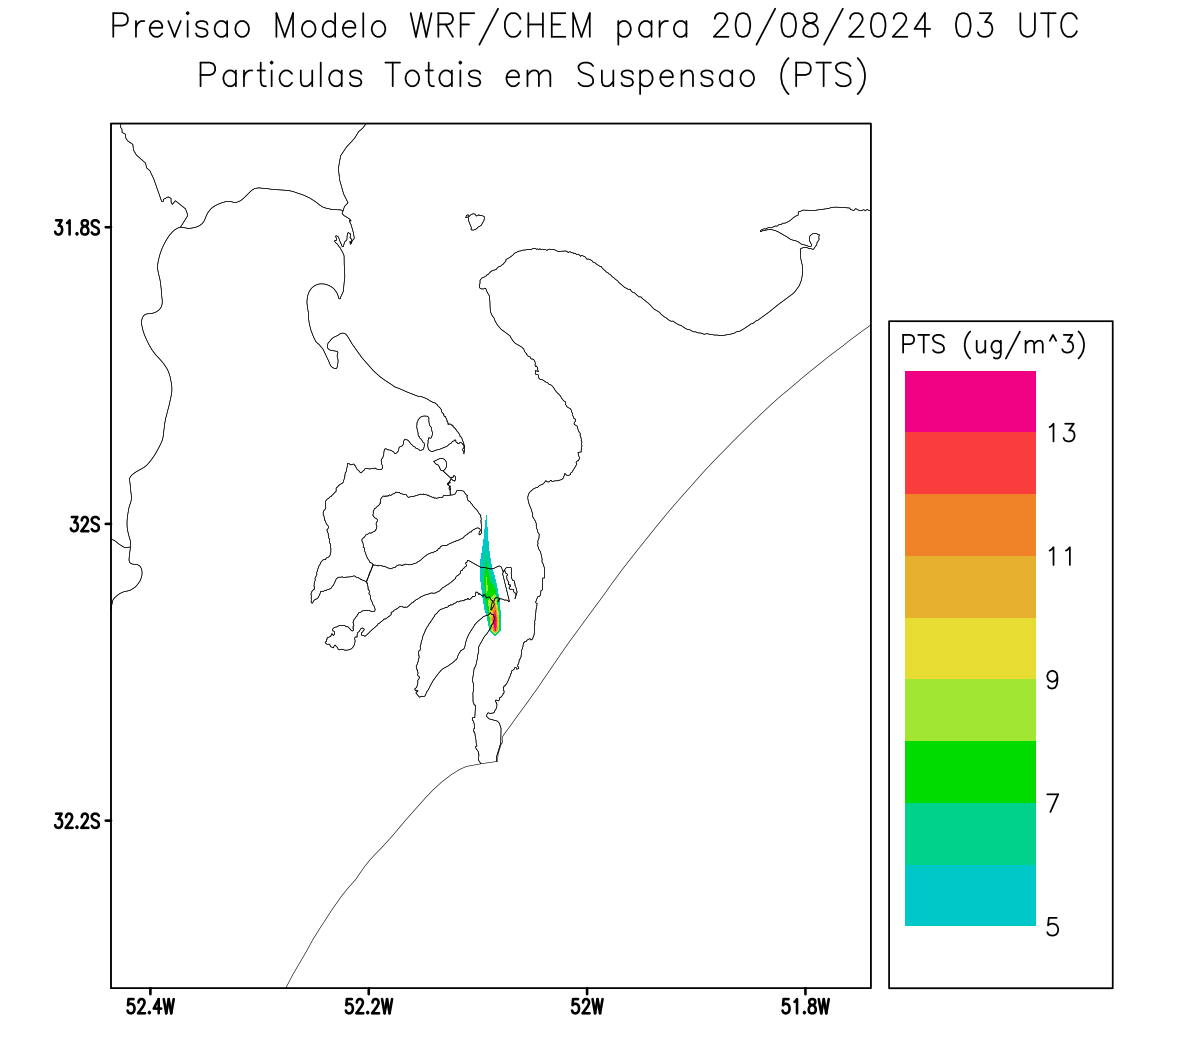 Previsao Modelo WRF/CHEM para 20/08/2024 03 UTC
Particulas Totais em Suspensao (PTS)
31.8S
32S
32.2S
52.4W
52.2W
52W
51.8W
PTS (ug/m^3)
13
11
9
7
5